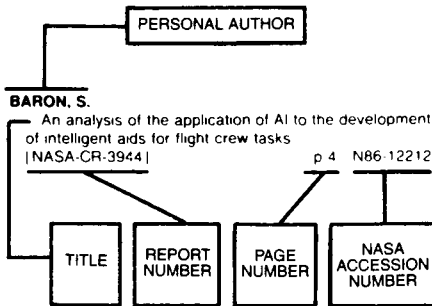 PERSONAL AUTHOR
BARON, S.
An analysis of the application of AI to the development
of intelligent aids for flight crew tasks
|NASA-CR-3944| p 4 N86-12212
TITLE
REPORT
NUMBER
PAGE
NUMBER
NASA
ACCESSION
NUMBER